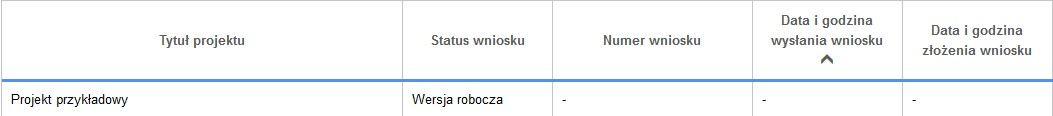 Tytuł projektu
Status wniosku
Numer wniosku
Data i godzina
wysłania wniosku
Data i godzina
złożenia wniosku
Projekt przykładowy
Wersja robocza
-
-
-